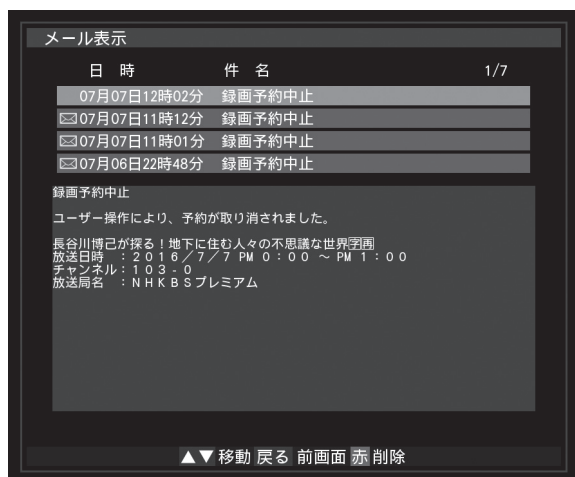 メール表示
日 時 件 名 1/7
07月07日12時02分 録画予約中止
07月07日11時12分 録画予約中止
07月07日11時01分 録画予約中止
07月06日22時48分 録画予約中止
録画予約中止
ユーザー操作により、予約が取り消されました。
長谷川博己が探る!地下に住む人々の不思議な世界字再
放送日時 :2016/7/7 PM 0:00 ~ PM 1:00
チャンネル:103-0
放送局名 :NHKBSプレミアム
▲▼移動 戻る 前画面 赤 削除